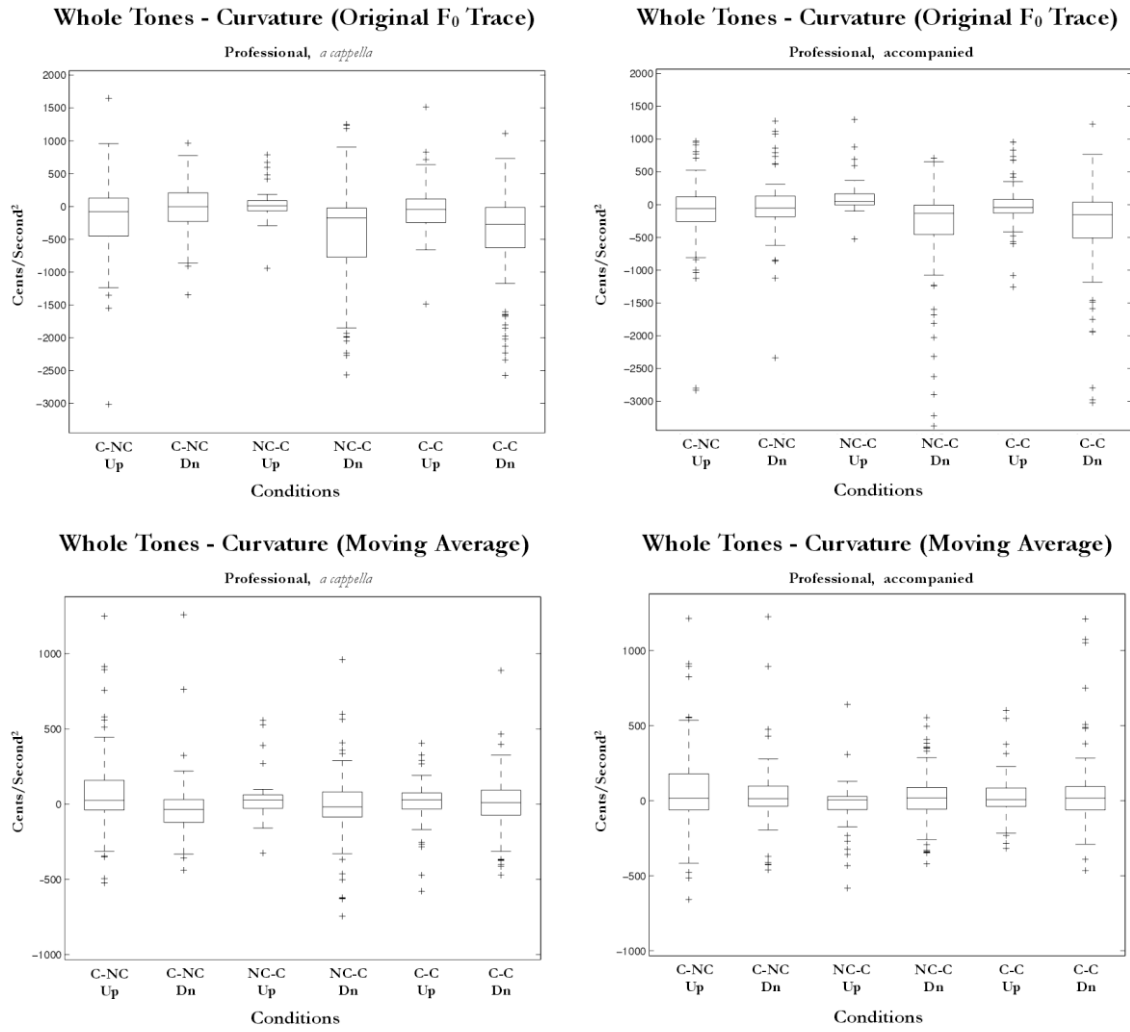 Whole Tones - Curvature (Original F₀ Trace)
Professional, a cappella
2000
1500
1000
500
0
-500
-1000
-1500
-2000
-2500
-3000
Cents/Second²
C-NC C-NC NC-C NC-C C-C C-C
Up Dn Up Dn Up Dn
Conditions
Whole Tones - Curvature (Original F₀ Trace)
Professional, accompanied
2000
1500
1000
500
0
-500
-1000
-1500
-2000
-2500
-3000
Cents/Second²
C-NC C-NC NC-C NC-C C-C C-C
Up Dn Up Dn Up Dn
Conditions
Whole Tones - Curvature (Moving Average)
Professional, a cappella
1000
500
0
-500
-1000
Cents/Second²
C-NC C-NC NC-C NC-C C-C C-C
Up Dn Up Dn Up Dn
Conditions
Whole Tones - Curvature (Moving Average)
Professional, accompanied
1000
500
0
-500
-1000
Cents/Second²
C-NC C-NC NC-C NC-C C-C C-C
Up Dn Up Dn Up Dn
Conditions